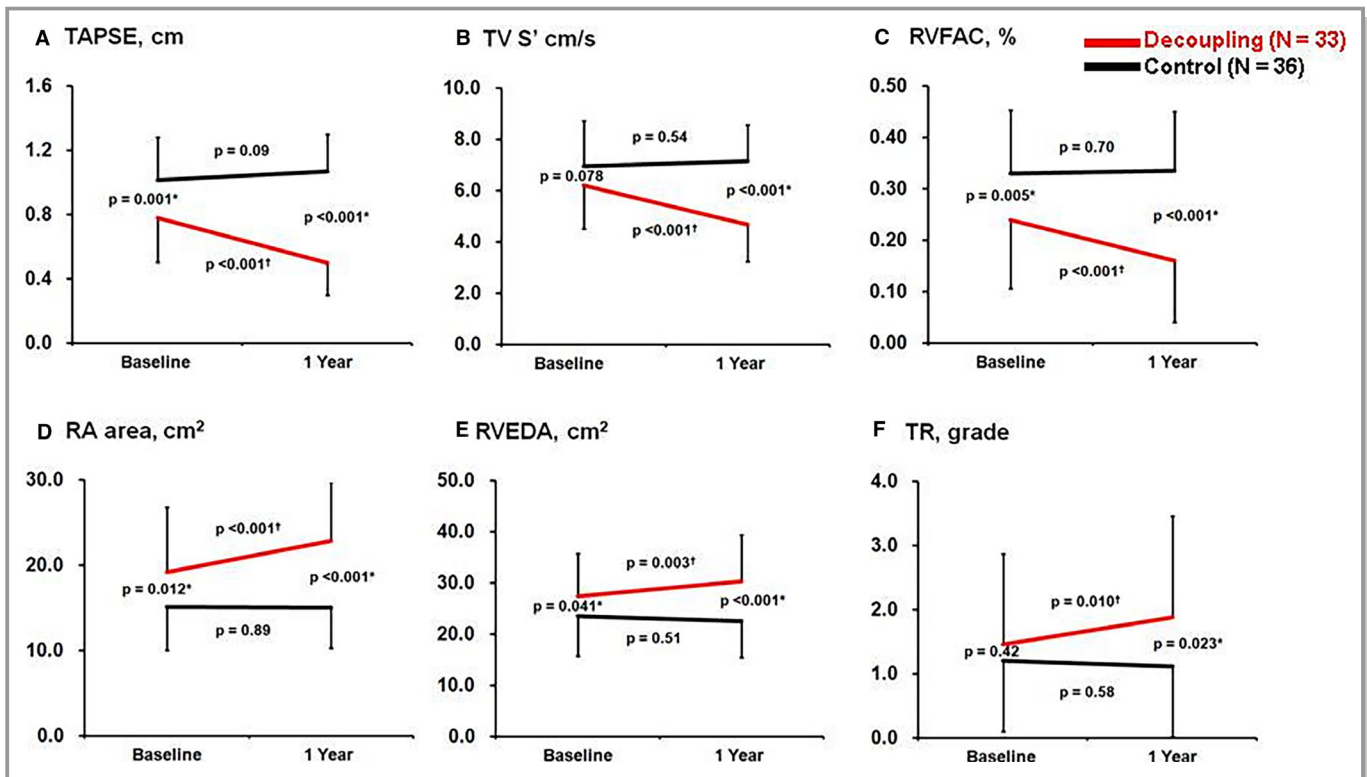 A TAPSE, cm
1.6
1.2
0.8
0.4
0.0
p = 0.09
p = 0.001*
p <0.001*
p <0.001†
Baseline 1 Year
B TV S’ cm/s
10.0
8.0
6.0
4.0
2.0
0.0
p = 0.54
p = 0.078
p <0.001*
p <0.001†
Baseline 1 Year
C RVFAC, %
Decoupling (N = 33)
Control (N = 36)
0.50
0.40
0.30
0.20
0.10
0.00
p = 0.70
p = 0.005*
p <0.001*
p <0.001†
Baseline 1 Year
D RA area, cm²
30.0
20.0
10.0
0.0
p <0.001†
p = 0.012*
p <0.001*
p = 0.89
Baseline 1 Year
E RVEDA, cm²
50.0
40.0
30.0
20.0
10.0
0.0
p = 0.003†
p = 0.041*
p <0.001*
p = 0.51
Baseline 1 Year
F TR, grade
4.0
3.0
2.0
1.0
0.0
p = 0.010†
p = 0.42
p = 0.023*
p = 0.58
Baseline 1 Year